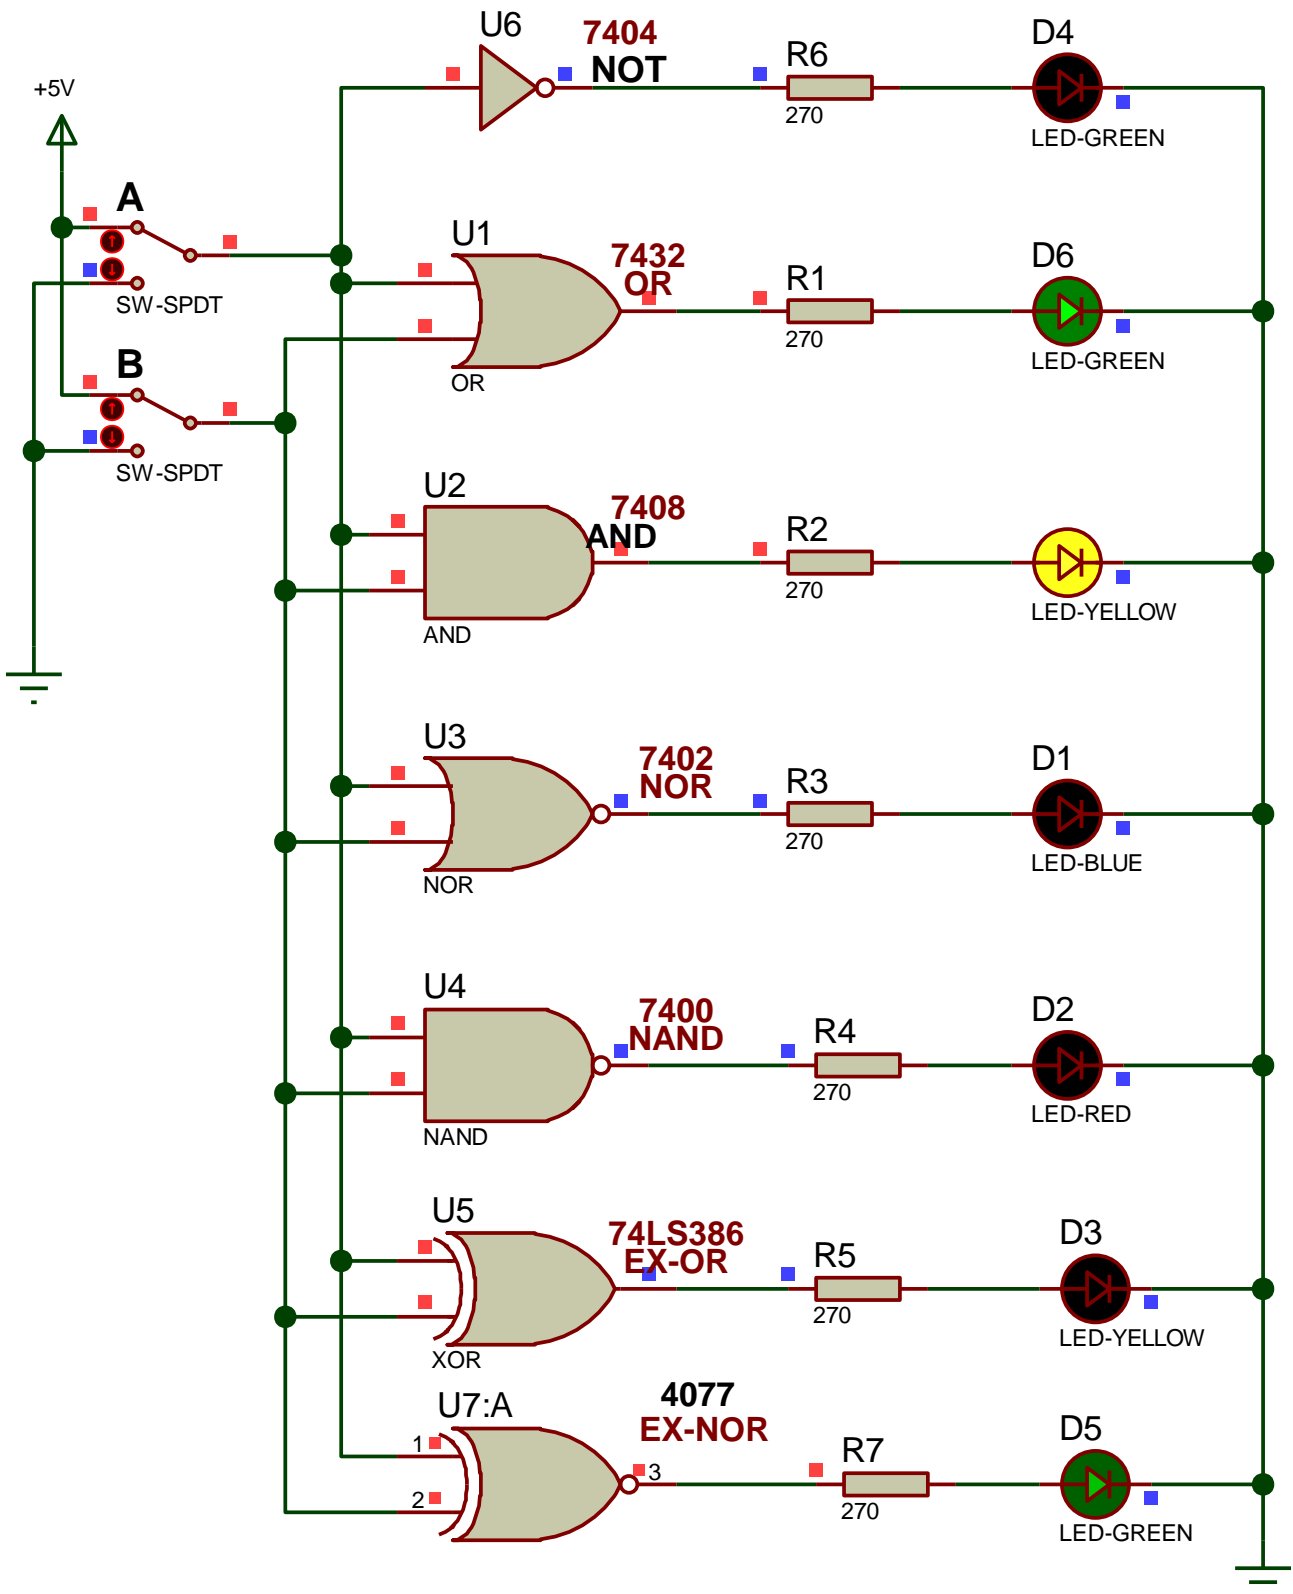 U6
7404
NOT
R6
270
D4
LED-GREEN
+5V
A
SW-SPDT
U1
7432
OR
OR
R1
270
D6
LED-GREEN
B
SW-SPDT
U2
7408
AND
AND
R2
270
LED-YELLOW
U3
7402
NOR
NOR
R3
270
D1
LED-BLUE
U4
7400
NAND
NAND
R4
270
D2
LED-RED
U5
74LS386
EX-OR
XOR
R5
270
D3
LED-YELLOW
U7:A
4077
EX-NOR
1
2
3
R7
270
D5
LED-GREEN